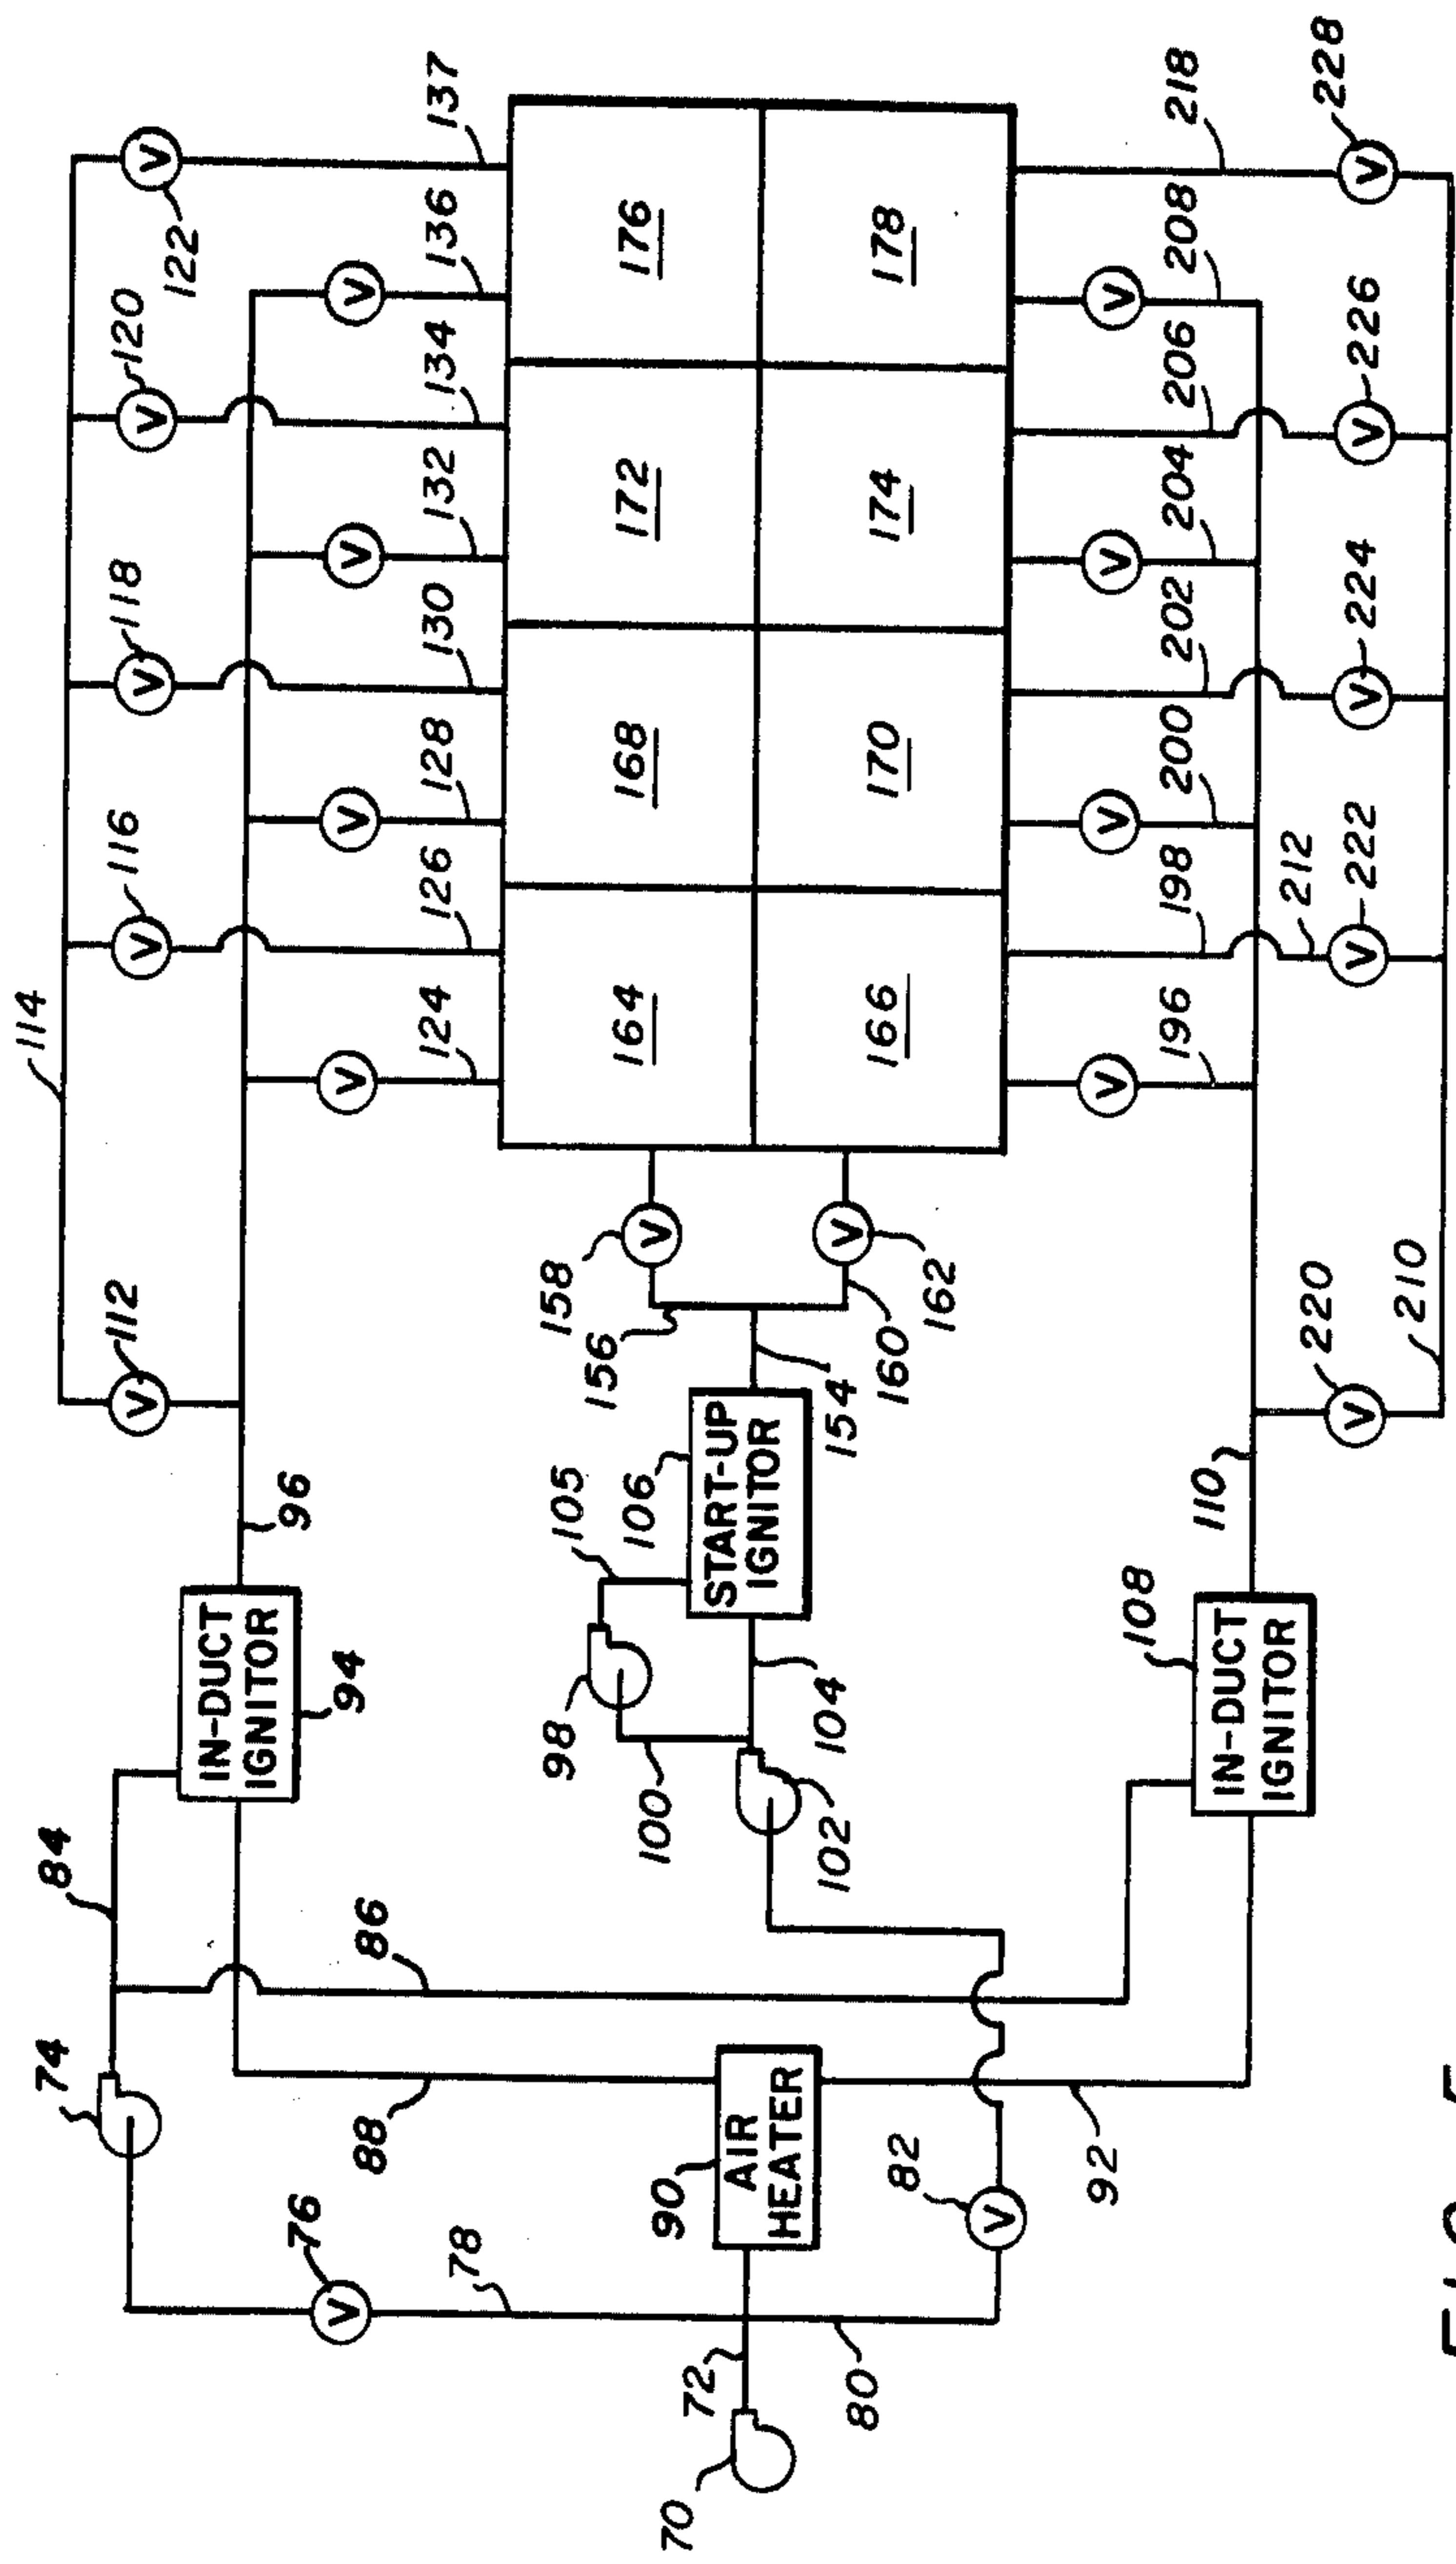 114
74
84
112
116
118
120
122
V
V
V
V
V
76
88
86
94
IN-DUCT
IGNITOR
96
V
V
V
V
V
124
126
128
130
132
134
136
137
78
98
105
158
156
164
168
172
176
70
72
90
AIR
HEATER
100
106
START-UP
IGNITOR
V
V
80
82
102
104
154
160
162
166
170
174
178
V
92
108
IN-DUCT
IGNITOR
110
V
V
V
V
196
198
200
202
204
206
208
218
212
220
222
224
226
228
V
V
V
V
V
210